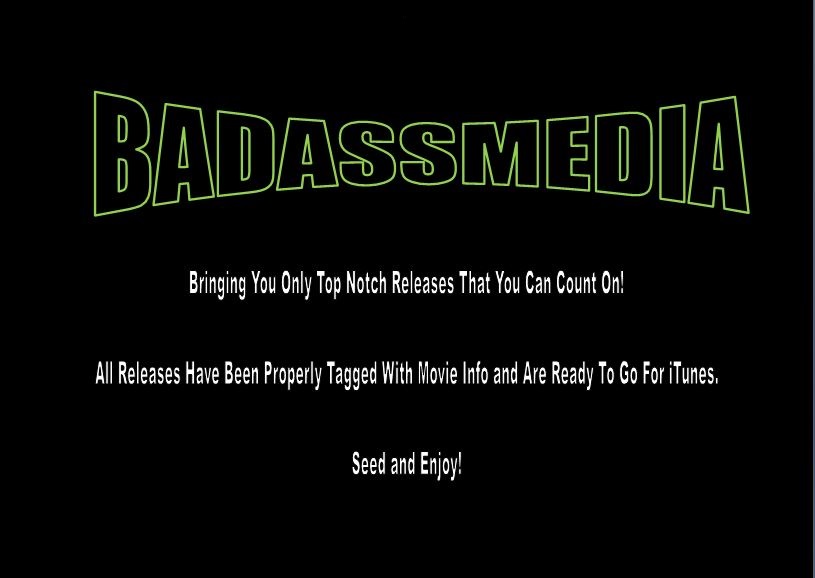 BADASSMEDIA
Bringing You Only Top Notch Releases That You Can Count On!
All Releases Have Been Properly Tagged With Movie Info and Are Ready To Go For iTunes.
Seed and Enjoy!